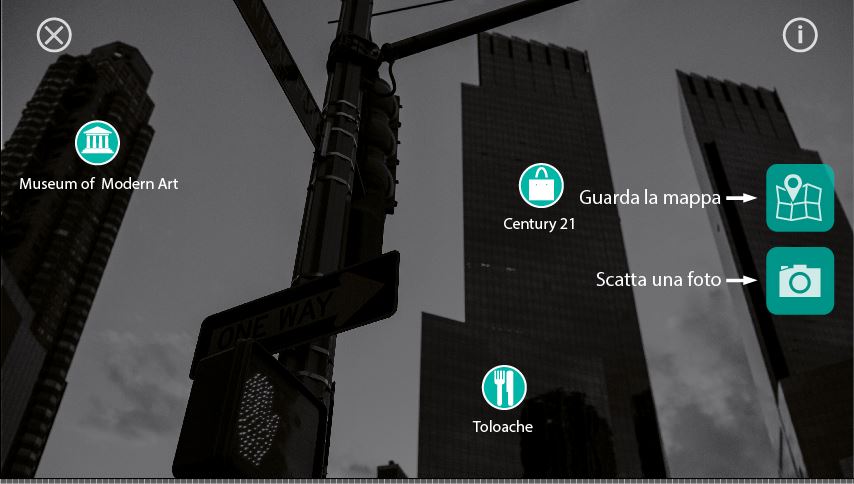 i
Museum of Modern Art
Century 21
Guarda la mappa
Scatta una foto
ONE WAY
Toloache